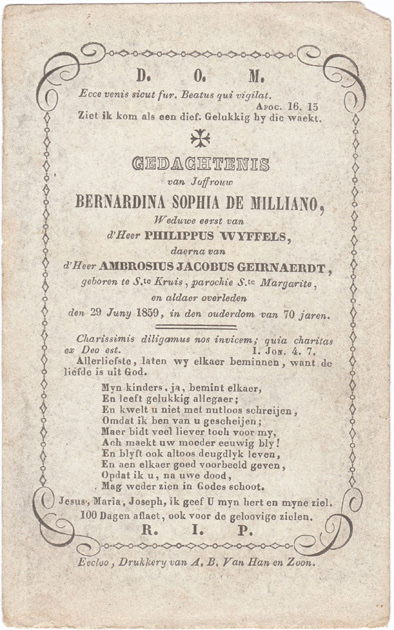 D. O. M.
Ecce venis sicut fur. Beatus qui vigilat.
Apoc. 16. 15
Ziet ik kom als een dief. Gelukkig hy die waekt.
GEDACHTENIS
van Joffrouw
BERNARDINA SOPHIA DE MILLIANO,
Weduwe eerst van
d'Heer PHILIPPUS WYFFELS,
daerna van
d'Heer AMBROSIUS JACOBUS GEIRNAERDT,
geboren te S.te Kruis, parochie S.te Margarite,
en aldaer overleden
den 29 Juny 1859, in den ouderdom van 70 jaren.
Charissimis diligamus nos invicem; quia charitas
ex Deo est. I. Joh. 4. 7.
Allerliefste, laten wy elkaer beminnen, want de
liefde is uit God.
Myn kinders, ja, bemint elkaer,
En leeft gelukkig allegaer;
En kwelt u niet met nutloos schreijen,
Omdat ik ben van u gescheijen;
Maer bidt veel liever toch voor my,
Ach maekt uw moeder eeuwig bly!
En blyft ook altoos deugdlyk leven,
En aen elkaer goed voorbeeld geven,
Opdat ik u, na uwe dood,
Mag weder zien in Godes schoot.
Jesus, Maria, Joseph, ik geef U myn hert en myne ziel.
100 Dagen aflaet, ook voor de geloovige zielen.
R. I. P.
Eecloo, Drukkery van A. B. Van Han en Zoon.